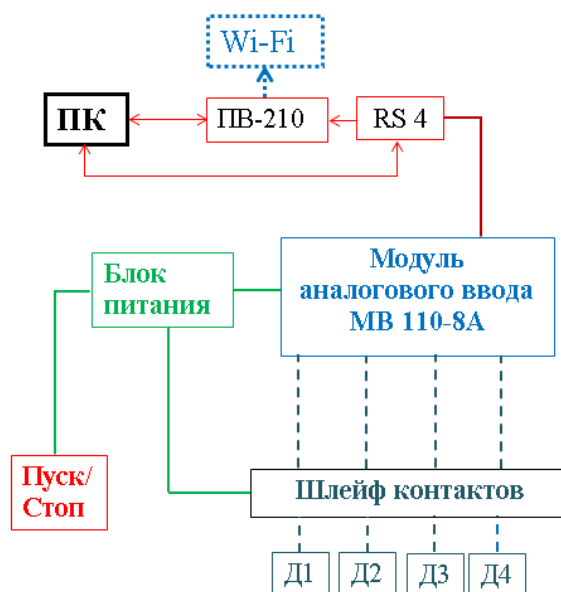 Wi-Fi
ПК
ПВ-210
RS 4
Блок
питания
Модуль
аналогового ввода
МВ 110-8А
Пуск/
Стоп
Шлейф контактов
Д1
Д2
Д3
Д4